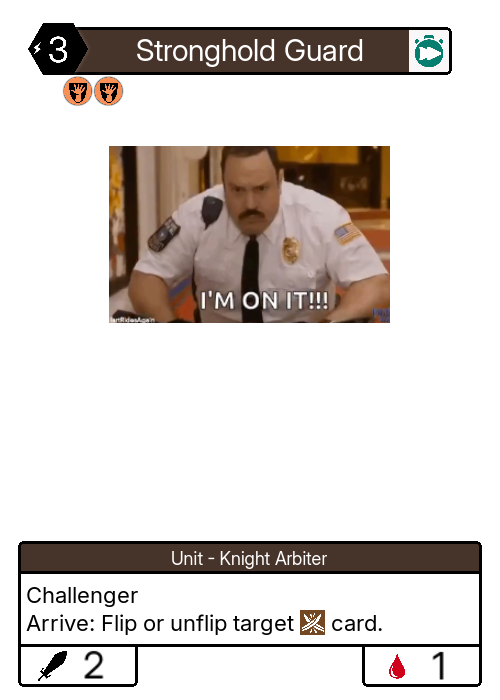 3
Stronghold Guard
I'M ON IT!!!
Unit - Knight Arbiter
Challenger
Arrive: Flip or unflip target card.
2
1